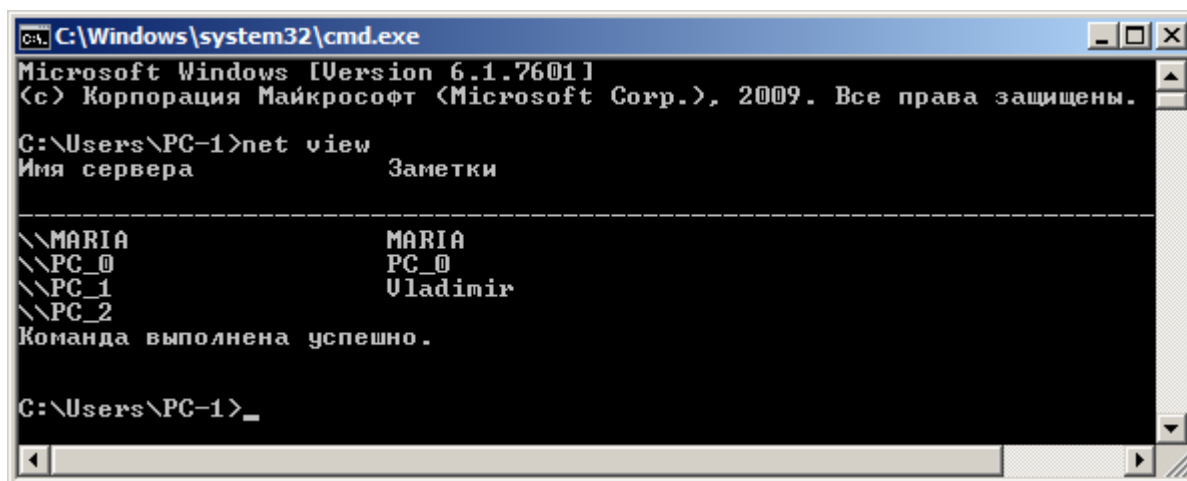 C:\Windows\system32\cmd.exe
Microsoft Windows [Version 6.1.7601]
(c) Корпорация Майкрософт (Microsoft Corp.), 2009. Все права защищены.
C:\Users\PC-1>net view
Имя сервера Заметки
-------------------------------------------------------------------------------
\\MARIA MARIA
\\PC_0 PC_0
\\PC_1 Vladimir
\\PC_2
Команда выполнена успешно.
C:\Users\PC-1>_